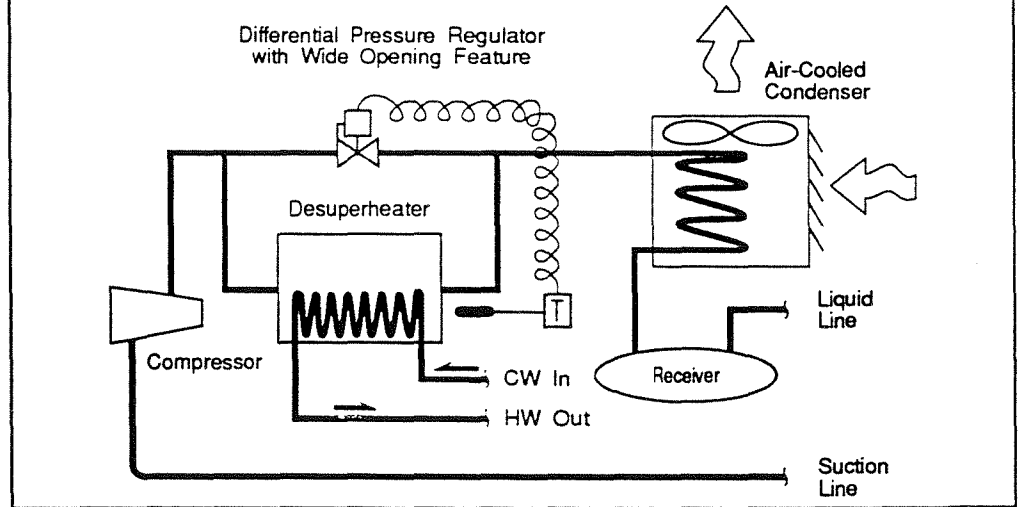 Differential Pressure Regulator
with Wide Opening Feature
Air-Cooled
Condenser
Desuperheater
T
Liquid
Line
Compressor
Receiver
CW In
HW Out
Suction
Line